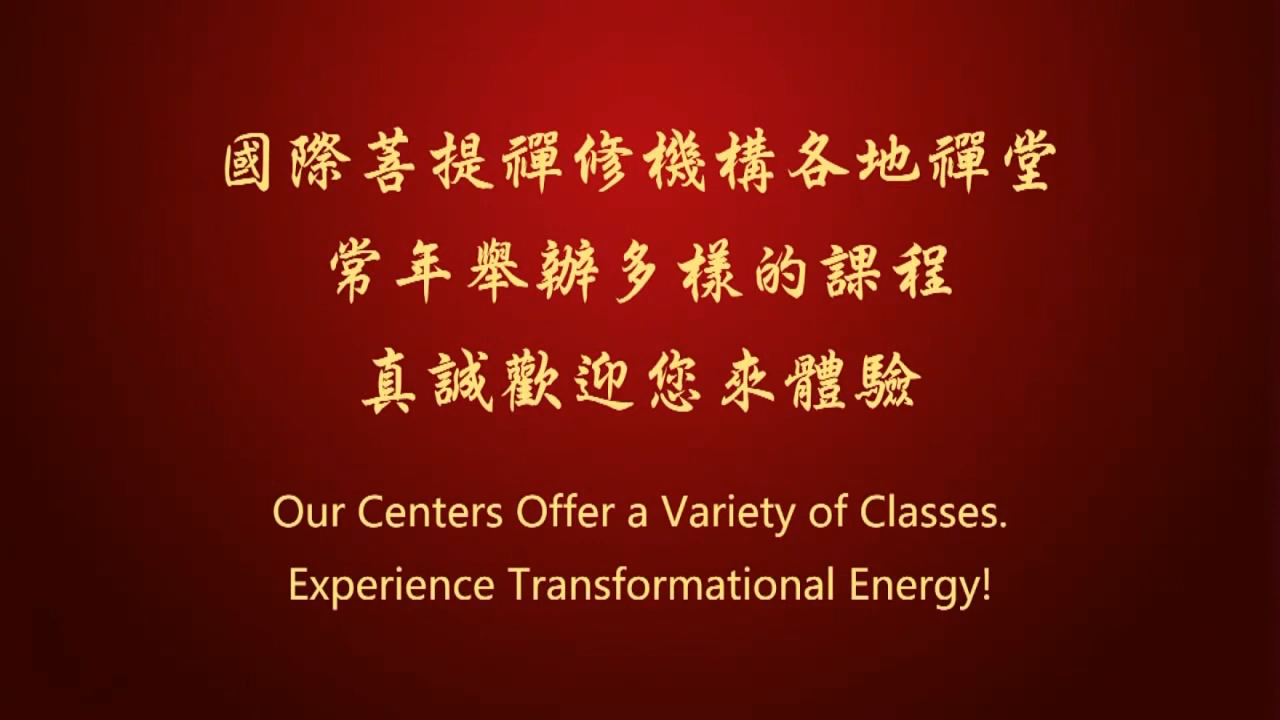 國際菩提禪修機構各地禪堂
常年舉辦多樣的課程
真誠歡迎您來體驗
Our Centers Offer a Variety of Classes.
Experience Transformational Energy!